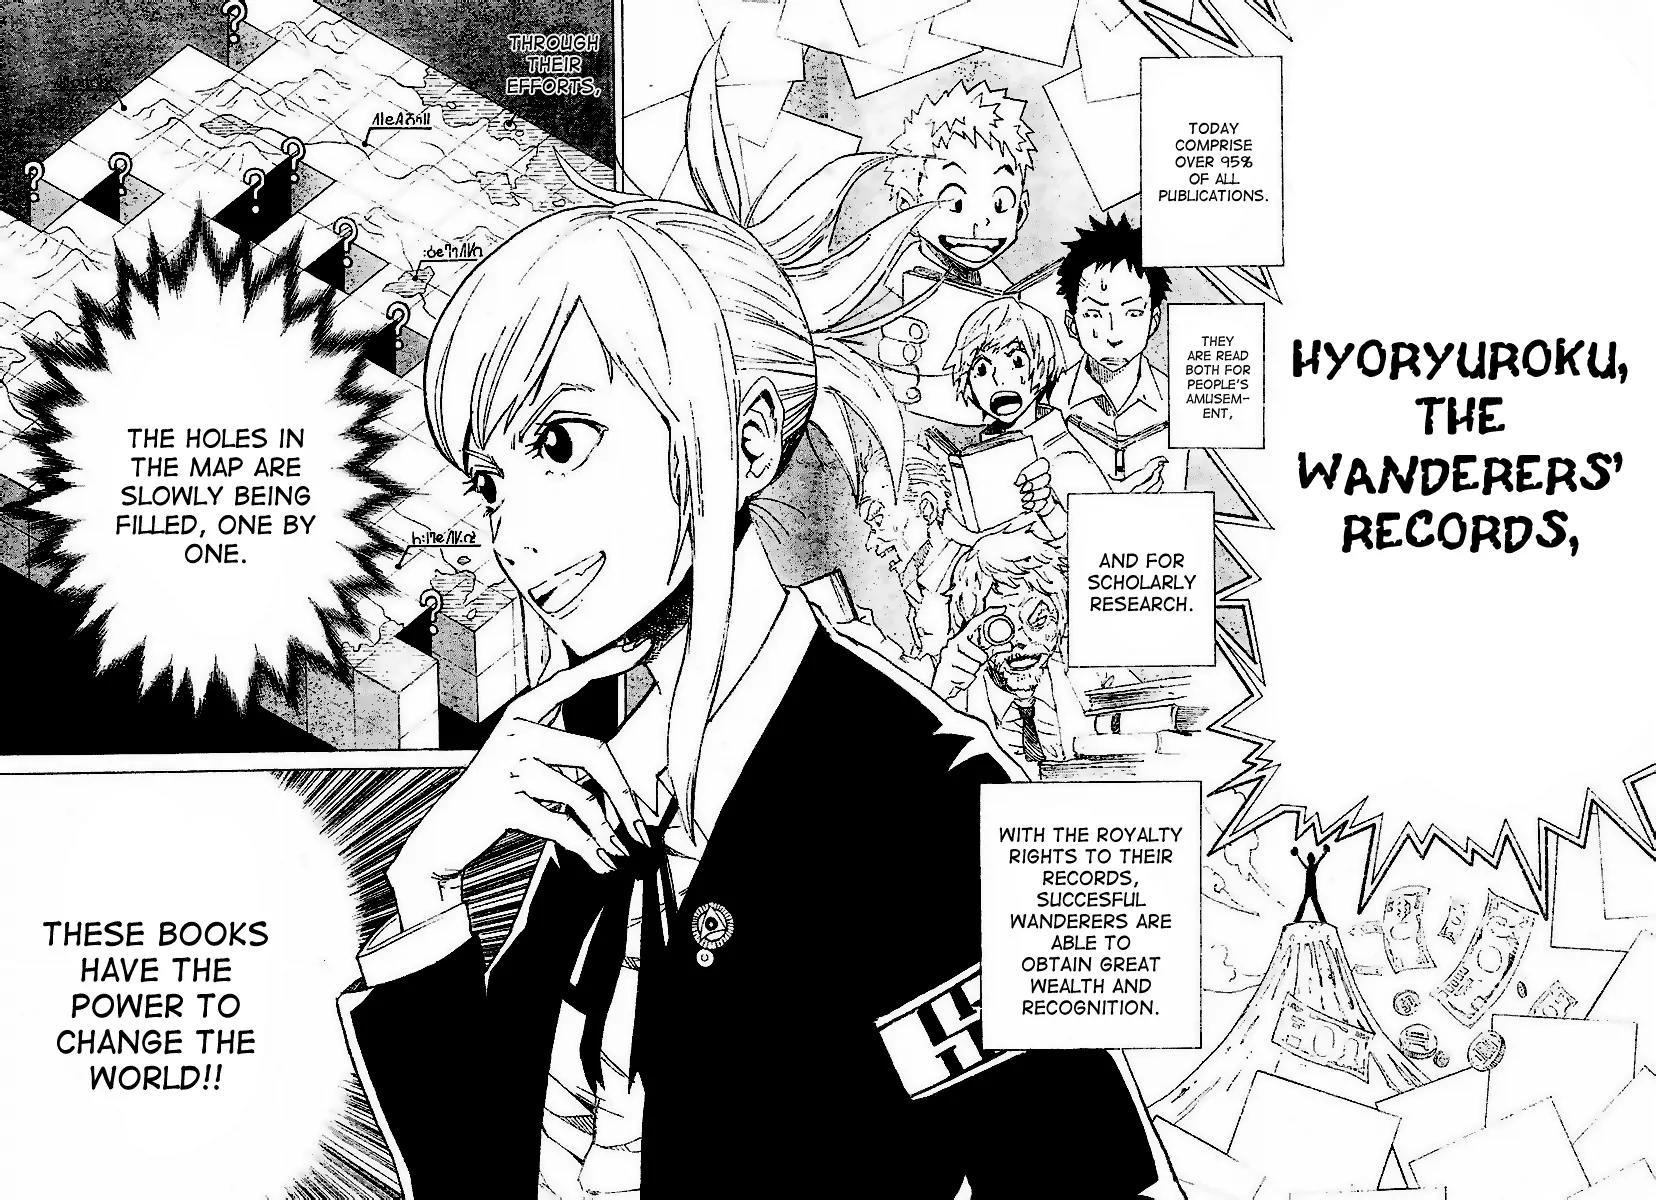 HYORYUROKU,
THE
WANDERERS'
RECORDS,
TODAY
COMPRISE
OVER 95%
OF ALL
PUBLICATIONS.
THEY
ARE READ
BOTH FOR
PEOPLE'S
AMUSEM-
ENT,
AND FOR
SCHOLARLY
RESEARCH.
WITH THE ROYALTY
RIGHTS TO THEIR
RECORDS,
SUCCESFUL
WANDERERS ARE
ABLE TO
OBTAIN GREAT
WEALTH AND
RECOGNITION.
THROUGH
THEIR
EFFORTS,
THE HOLES IN
THE MAP ARE
SLOWLY BEING
FILLED, ONE BY
ONE.
THESE BOOKS
HAVE THE
POWER TO
CHANGE THE
WORLD!!